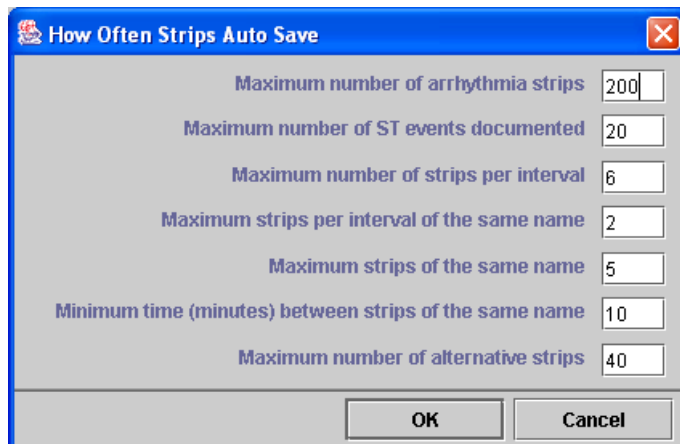 How Often Strips Auto Save
Maximum number of arrhythmia strips 200
Maximum number of ST events documented 20
Maximum number of strips per interval 6
Maximum strips per interval of the same name 2
Maximum strips of the same name 5
Minimum time (minutes) between strips of the same name 10
Maximum number of alternative strips 40
OK Cancel